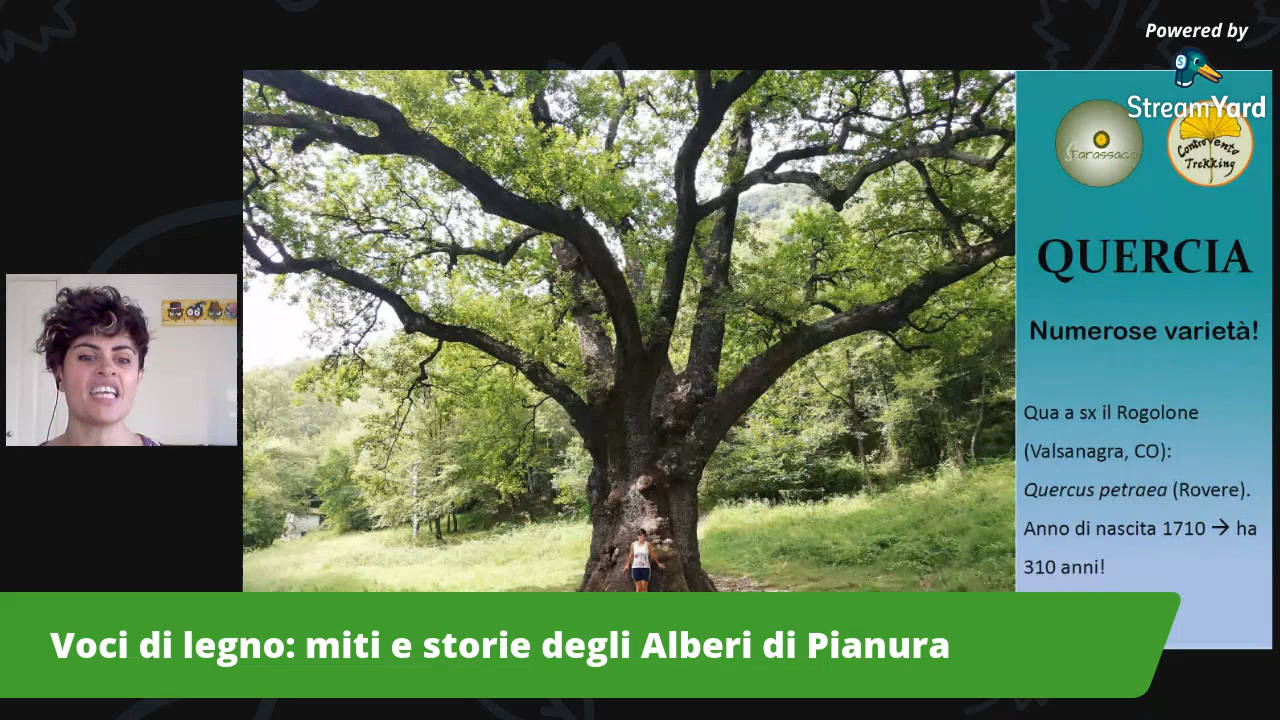 Powered by
StreamYard
Tarassaco
ControVento
Trekking
QUERCIA
Numerose varietà!
Qua a sx il Rogolone
(Valsanagra, CO):
Quercus petraea (Rovere).
Anno di nascita 1710 → ha
310 anni!
Voci di legno: miti e storie degli Alberi di Pianura